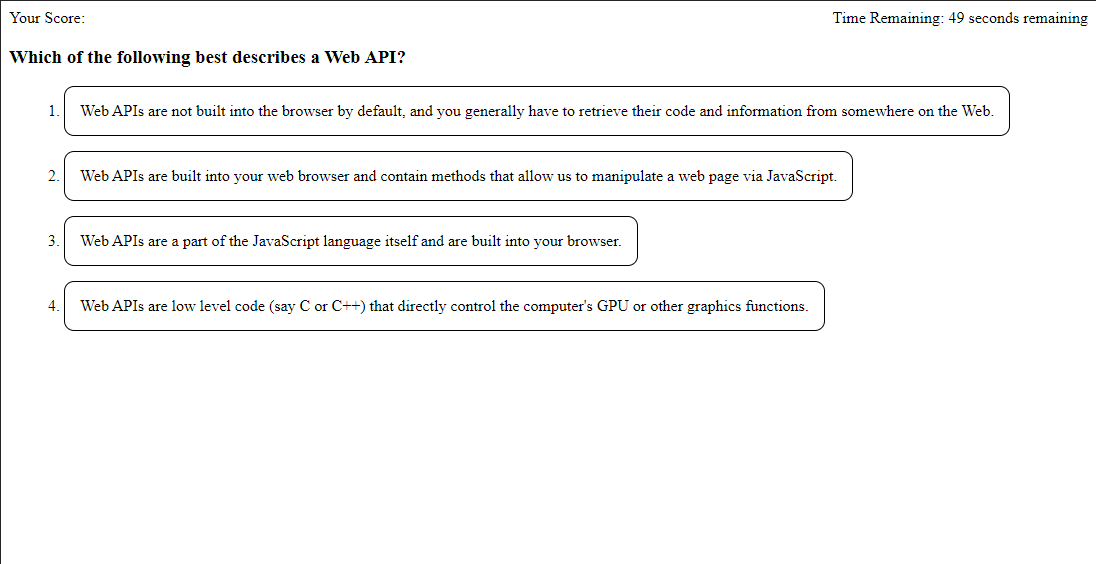 Your Score:
Time Remaining: 49 seconds remaining
Which of the following best describes a Web API?
1. Web APIs are not built into the browser by default, and you generally have to retrieve their code and information from somewhere on the Web.
2. Web APIs are built into your web browser and contain methods that allow us to manipulate a web page via JavaScript.
3. Web APIs are a part of the JavaScript language itself and are built into your browser.
4. Web APIs are low level code (say C or C++) that directly control the computer's GPU or other graphics functions.